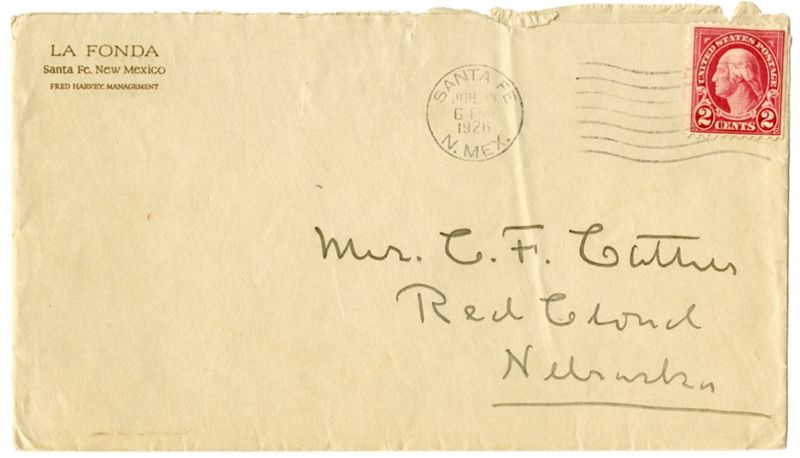 LA FONDA
Santa Fe, New Mexico
FRED HARVEY, MANAGEMENT
SANTA FE
6 P
1926
N. MEX.
UNITED STATES POSTAGE
2 CENTS 2
Mrs. C. F. Cather
Red Cloud
Nebraska